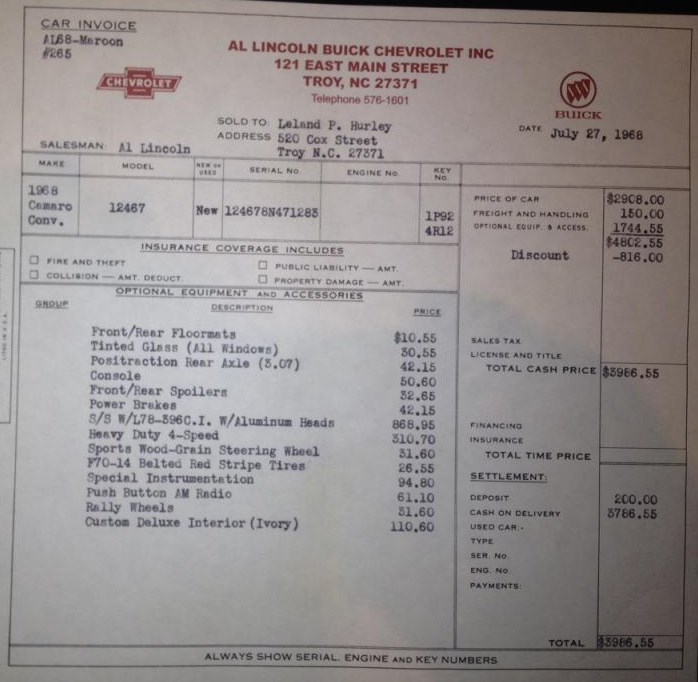 CAR INVOICE
AL68-Maroon
#265
CHEVROLET
AL LINCOLN BUICK CHEVROLET INC
121 EAST MAIN STREET
TROY, NC 27371
Telephone 576-1601
BUICK
SOLD TO: Leland P. Hurley
ADDRESS 520 Cox Street
Troy N.C. 27371
DATE July 27, 1968
SALESMAN: Al Lincoln
MAKE MODEL NEW OR USED SERIAL NO. ENGINE NO. KEY NO.
1968 Camaro Conv. 12467 New 124678N471285 1P92 4R12
PRICE OF CAR $2908.00
FREIGHT AND HANDLING 150.00
OPTIONAL EQUIP. & ACCESS. 1744.55
$4802.55
Discount -816.00
INSURANCE COVERAGE INCLUDES
FIRE AND THEFT PUBLIC LIABILITY — AMT.
COLLISION — AMT. DEDUCT. PROPERTY DAMAGE — AMT.
OPTIONAL EQUIPMENT AND ACCESSORIES
GROUP DESCRIPTION PRICE
Front/Rear Floormats $10.55
Tinted Glass (All Windows) 30.55
Positraction Rear Axle (3.07) 42.15
Console 50.60
Front/Rear Spoilers 32.65
Power Brakes 42.15
S/S W/L78-396C.I. W/Aluminum Heads 868.95
Heavy Duty 4-Speed 310.70
Sports Wood-Grain Steering Wheel 31.60
F70-14 Belted Red Stripe Tires 26.55
Special Instrumentation 94.80
Push Button AM Radio 61.10
Rally Wheels 31.60
Custom Deluxe Interior (Ivory) 110.60
SALES TAX
LICENSE AND TITLE
TOTAL CASH PRICE $3986.55
FINANCING
INSURANCE
TOTAL TIME PRICE
SETTLEMENT:
DEPOSIT 200.00
CASH ON DELIVERY 3786.55
USED CAR:-
TYPE
SER. NO.
ENG. NO.
PAYMENTS:
TOTAL $3986.55
ALWAYS SHOW SERIAL. ENGINE AND KEY NUMBERS